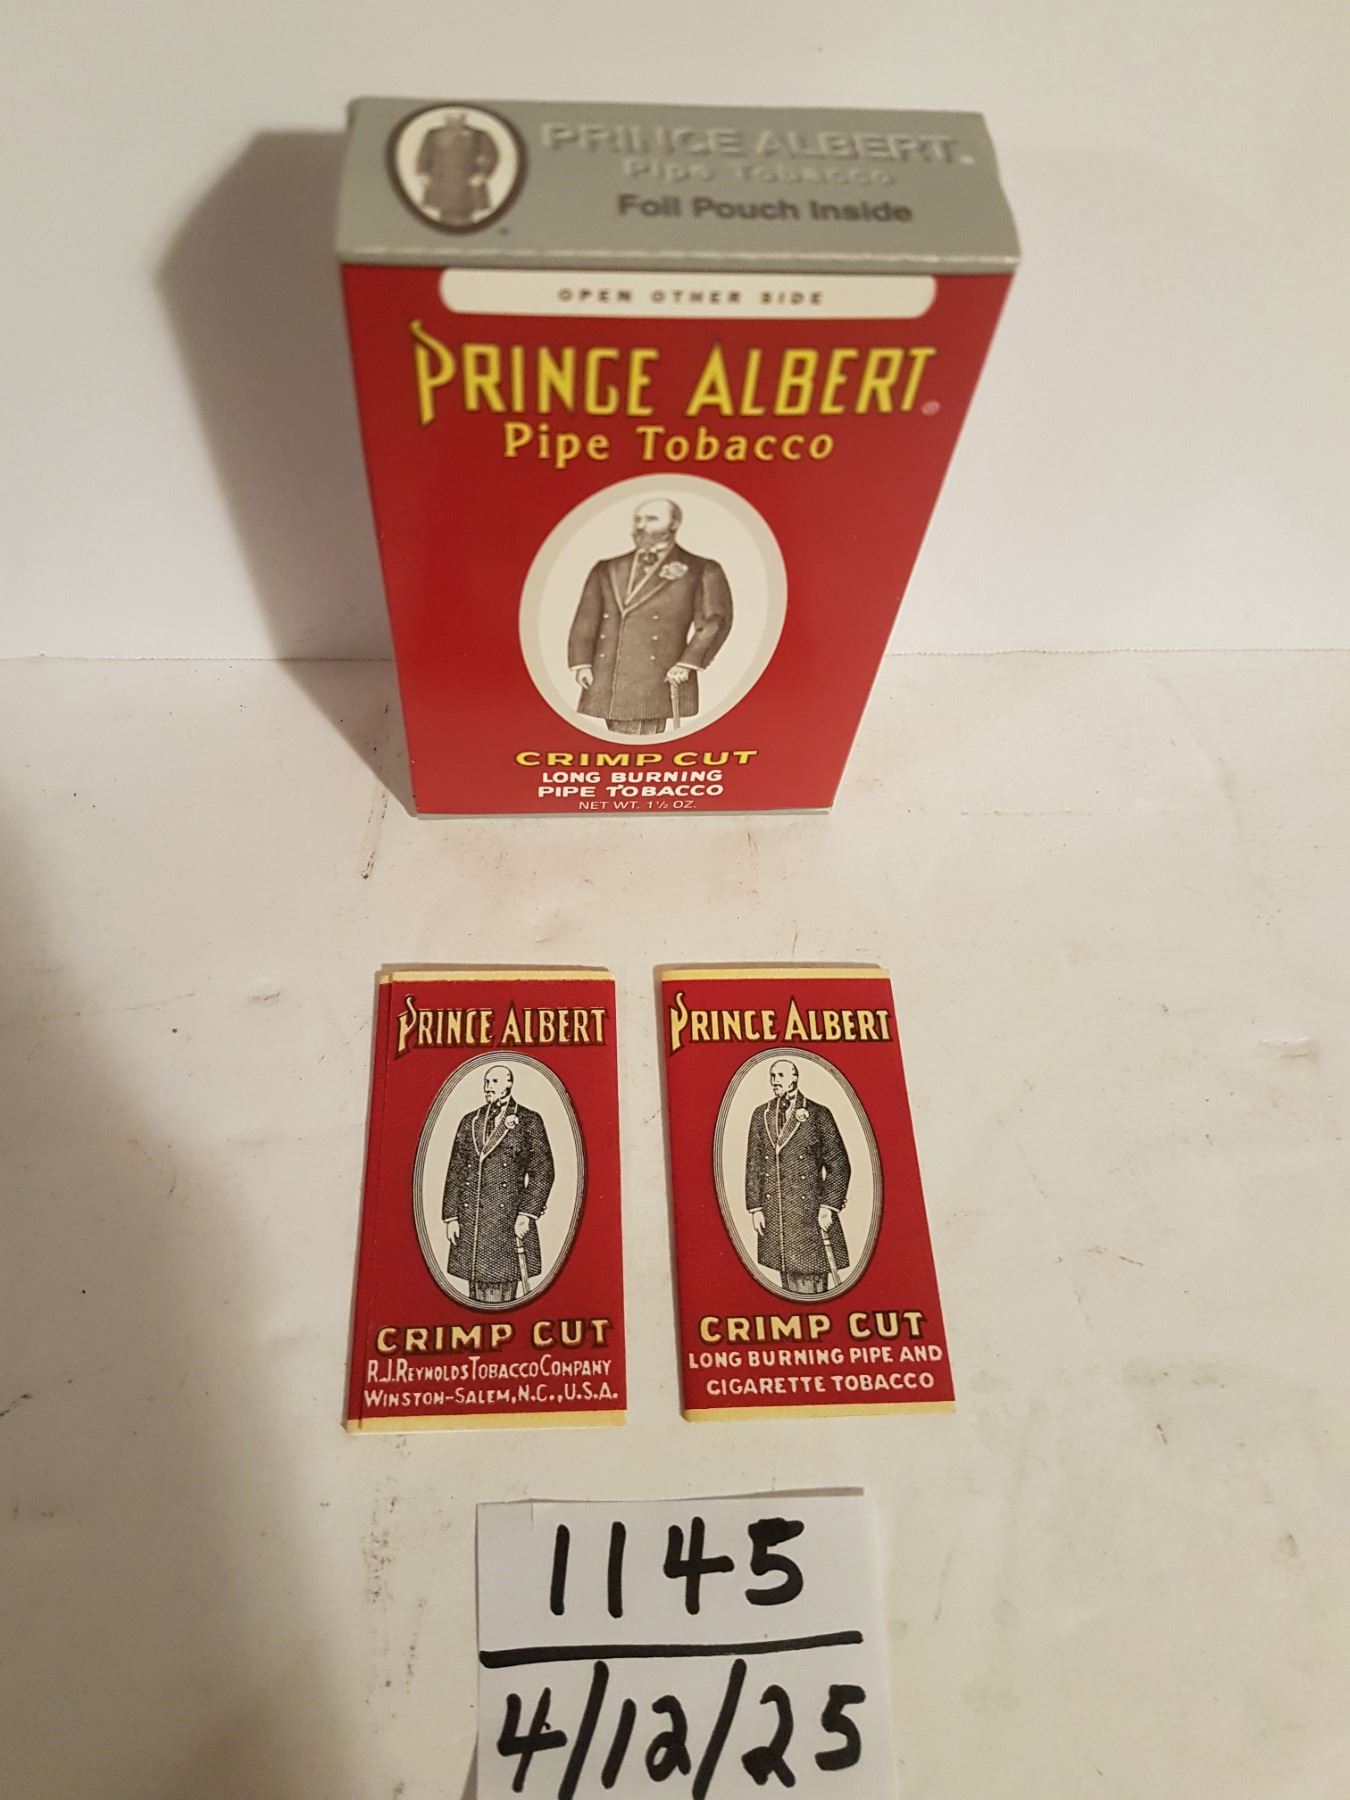 PRINCE ALBERT.
Pipe Tobacco
Foil Pouch Inside
OPEN OTHER SIDE
PRINCE ALBERT®
Pipe Tobacco
CRIMP CUT
LONG BURNING
PIPE TOBACCO
NET WT. 1½ OZ.
PRINCE ALBERT
CRIMP CUT
R.J.REYNOLDS TOBACCO COMPANY
WINSTON-SALEM, N.C., U.S.A.
PRINCE ALBERT
CRIMP CUT
LONG BURNING PIPE AND
CIGARETTE TOBACCO
1145
4/12/25